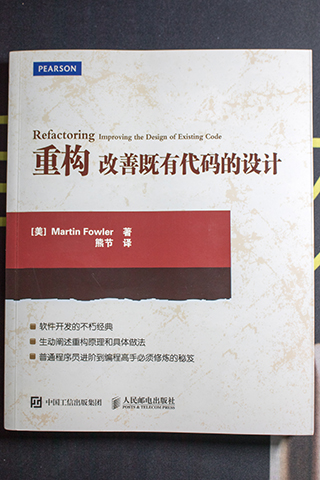 PEARSON
Refactoring Improving the Design of Existing Code
重构 改善既有代码的设计
[美] Martin Fowler 著
熊节 译
软件开发的不朽经典
生动阐述重构原理和具体做法
普通程序员进阶到编程高手必须修炼的秘笈
中国工信出版集团
人民邮电出版社
POSTS & TELECOM PRESS